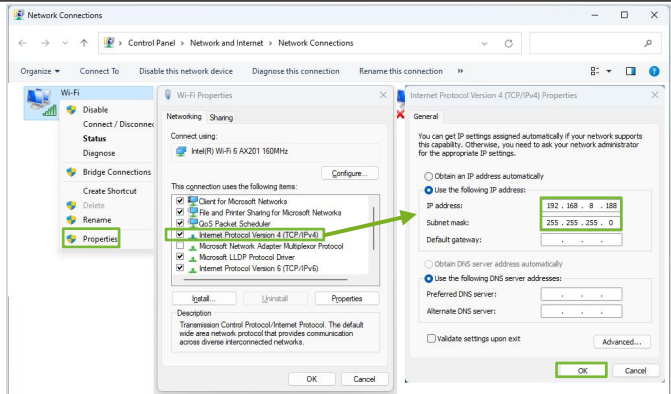 Network Connections
Control Panel > Network and Internet > Network Connections
Organize
Connect To
Disable this network device
Diagnose this connection
Rename this connection
»
Wi-Fi
Disable
Connect / Disconnec
Status
Diagnose
Bridge Connections
Create Shortcut
Delete
Rename
Properties
Wi-Fi Properties
Networking
Sharing
Connect using:
Intel(R) Wi-Fi 6 AX201 160MHz
Configure...
This connection uses the following items:
Client for Microsoft Networks
File and Printer Sharing for Microsoft Networks
QoS Packet Scheduler
Internet Protocol Version 4 (TCP/IPv4)
Microsoft Network Adapter Multiplexor Protocol
Microsoft LLDP Protocol Driver
Internet Protocol Version 6 (TCP/IPv6)
Install...
Uninstall
Properties
Description
Transmission Control Protocol/Internet Protocol. The default
wide area network protocol that provides communication
across diverse interconnected networks.
OK
Cancel
Internet Protocol Version 4 (TCP/IPv4) Properties
General
You can get IP settings assigned automatically if your network supports
this capability. Otherwise, you need to ask your network administrator
for the appropriate IP settings.
Obtain an IP address automatically
Use the following IP address:
IP address:
192 . 168 . 8 . 188
Subnet mask:
255 . 255 . 255 . 0
Default gateway:
. . .
Obtain DNS server address automatically
Use the following DNS server addresses:
Preferred DNS server:
. . .
Alternate DNS server:
. . .
Validate settings upon exit
Advanced...
OK
Cancel